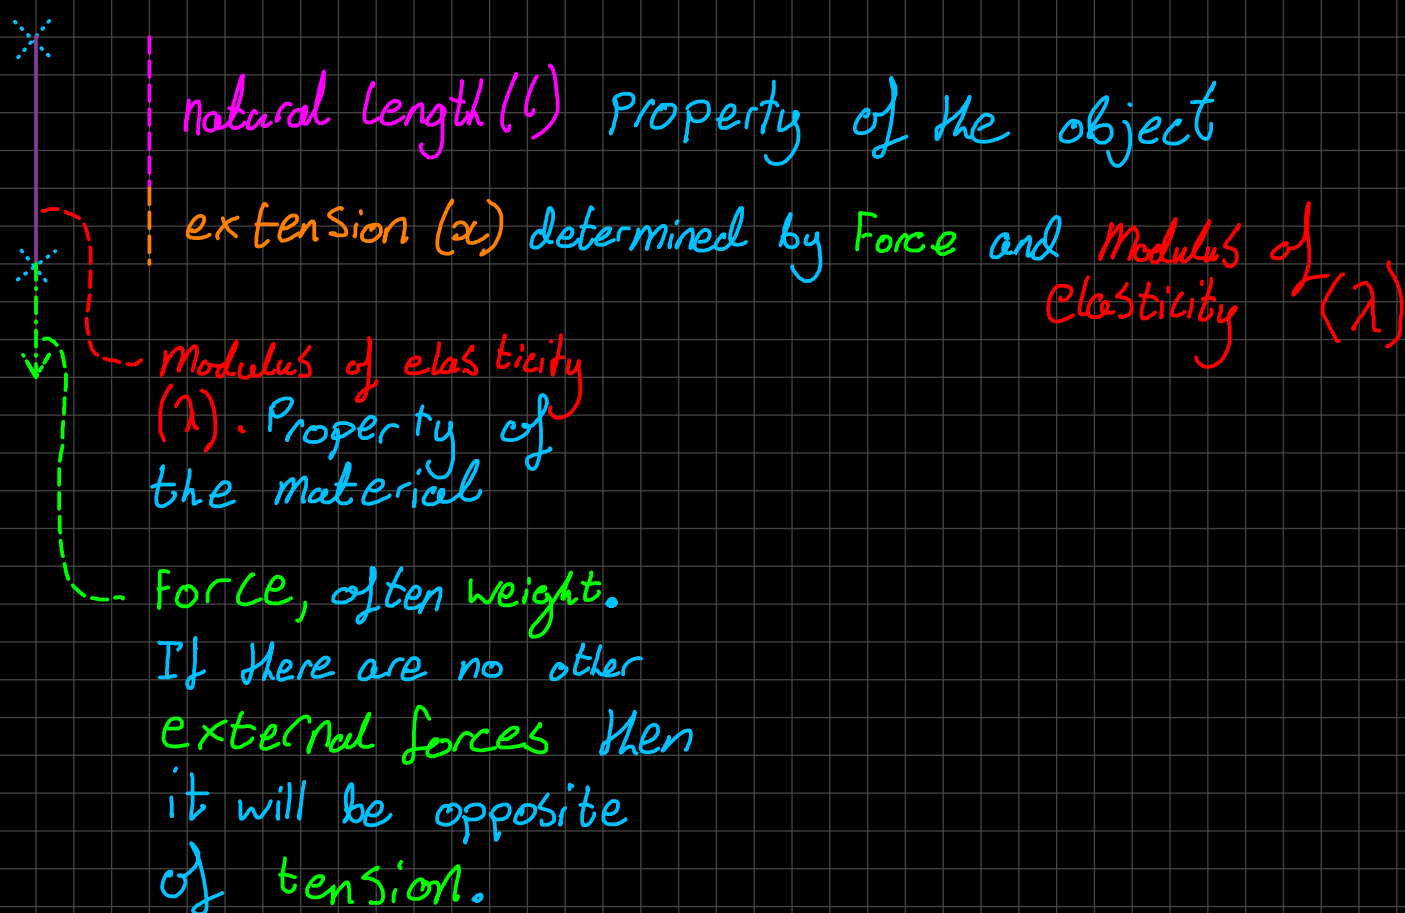 natural length (l) Property of the object
extension (x) determined by Force and Modulus of
elasticity (λ)
Modulus of elasticity
(λ). Property of
the material
Force, often weight.
If there are no other
external forces then
it will be opposite
of tension.